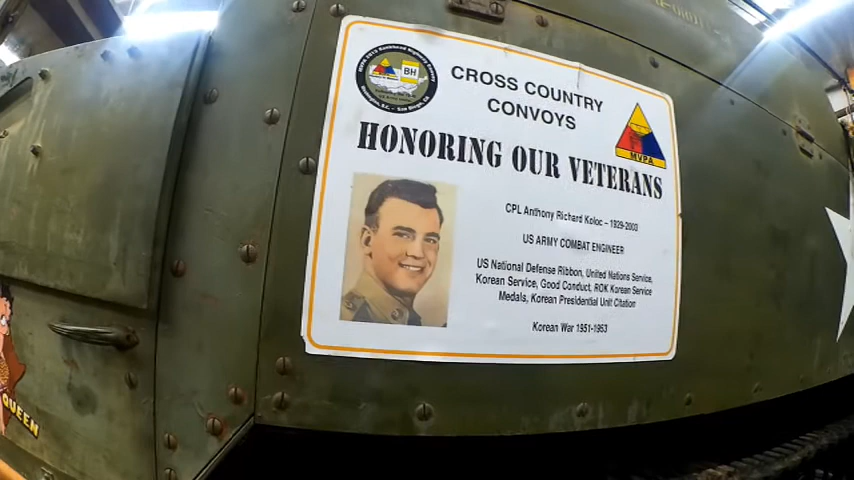 CROSS COUNTRY
CONVOYS
BH
MVPA
HONORING OUR VETERANS
CPL Anthony Richard Koloc – 1929-2003
US ARMY COMBAT ENGINEER
US National Defense Ribbon, United Nations Service,
Korean Service, Good Conduct, ROK Korean Service
Medals, Korean Presidential Unit Citation
Korean War 1951-1953
QUEEN